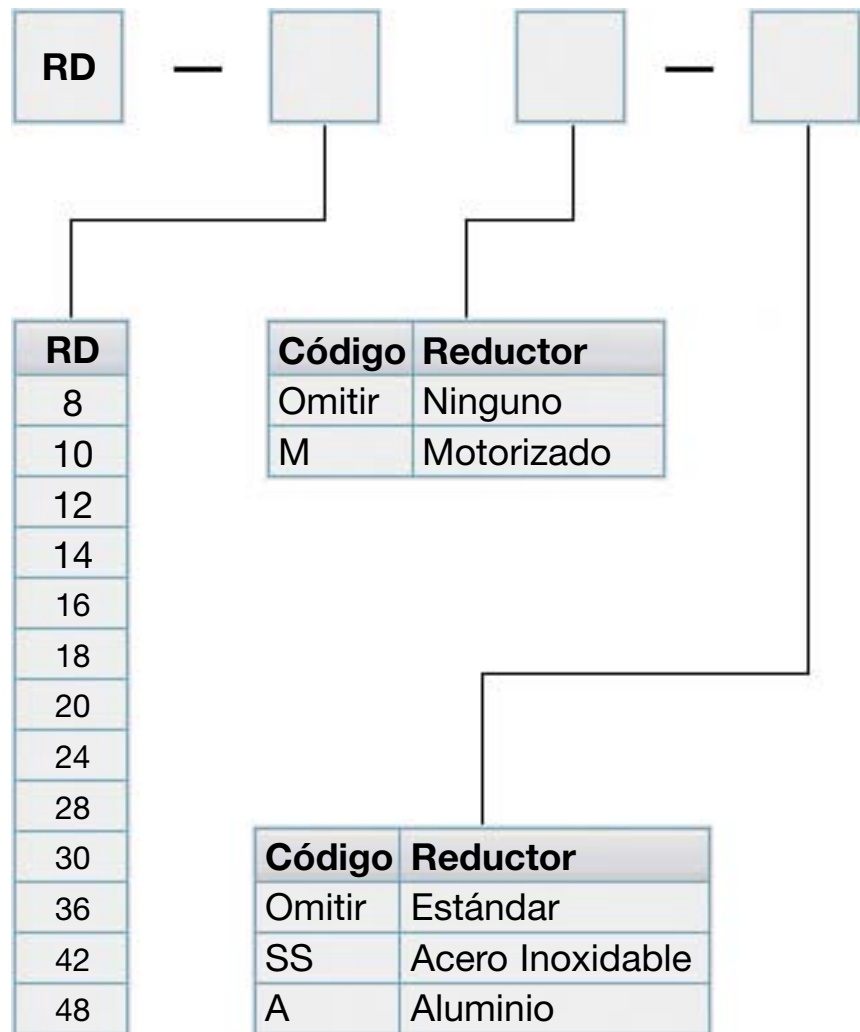 RD — —
RD
8
10
12
14
16
18
20
24
28
30
36
42
48
Código Reductor
Omitir Ninguno
M Motorizado
Código Reductor
Omitir Estándar
SS Acero Inoxidable
A Aluminio